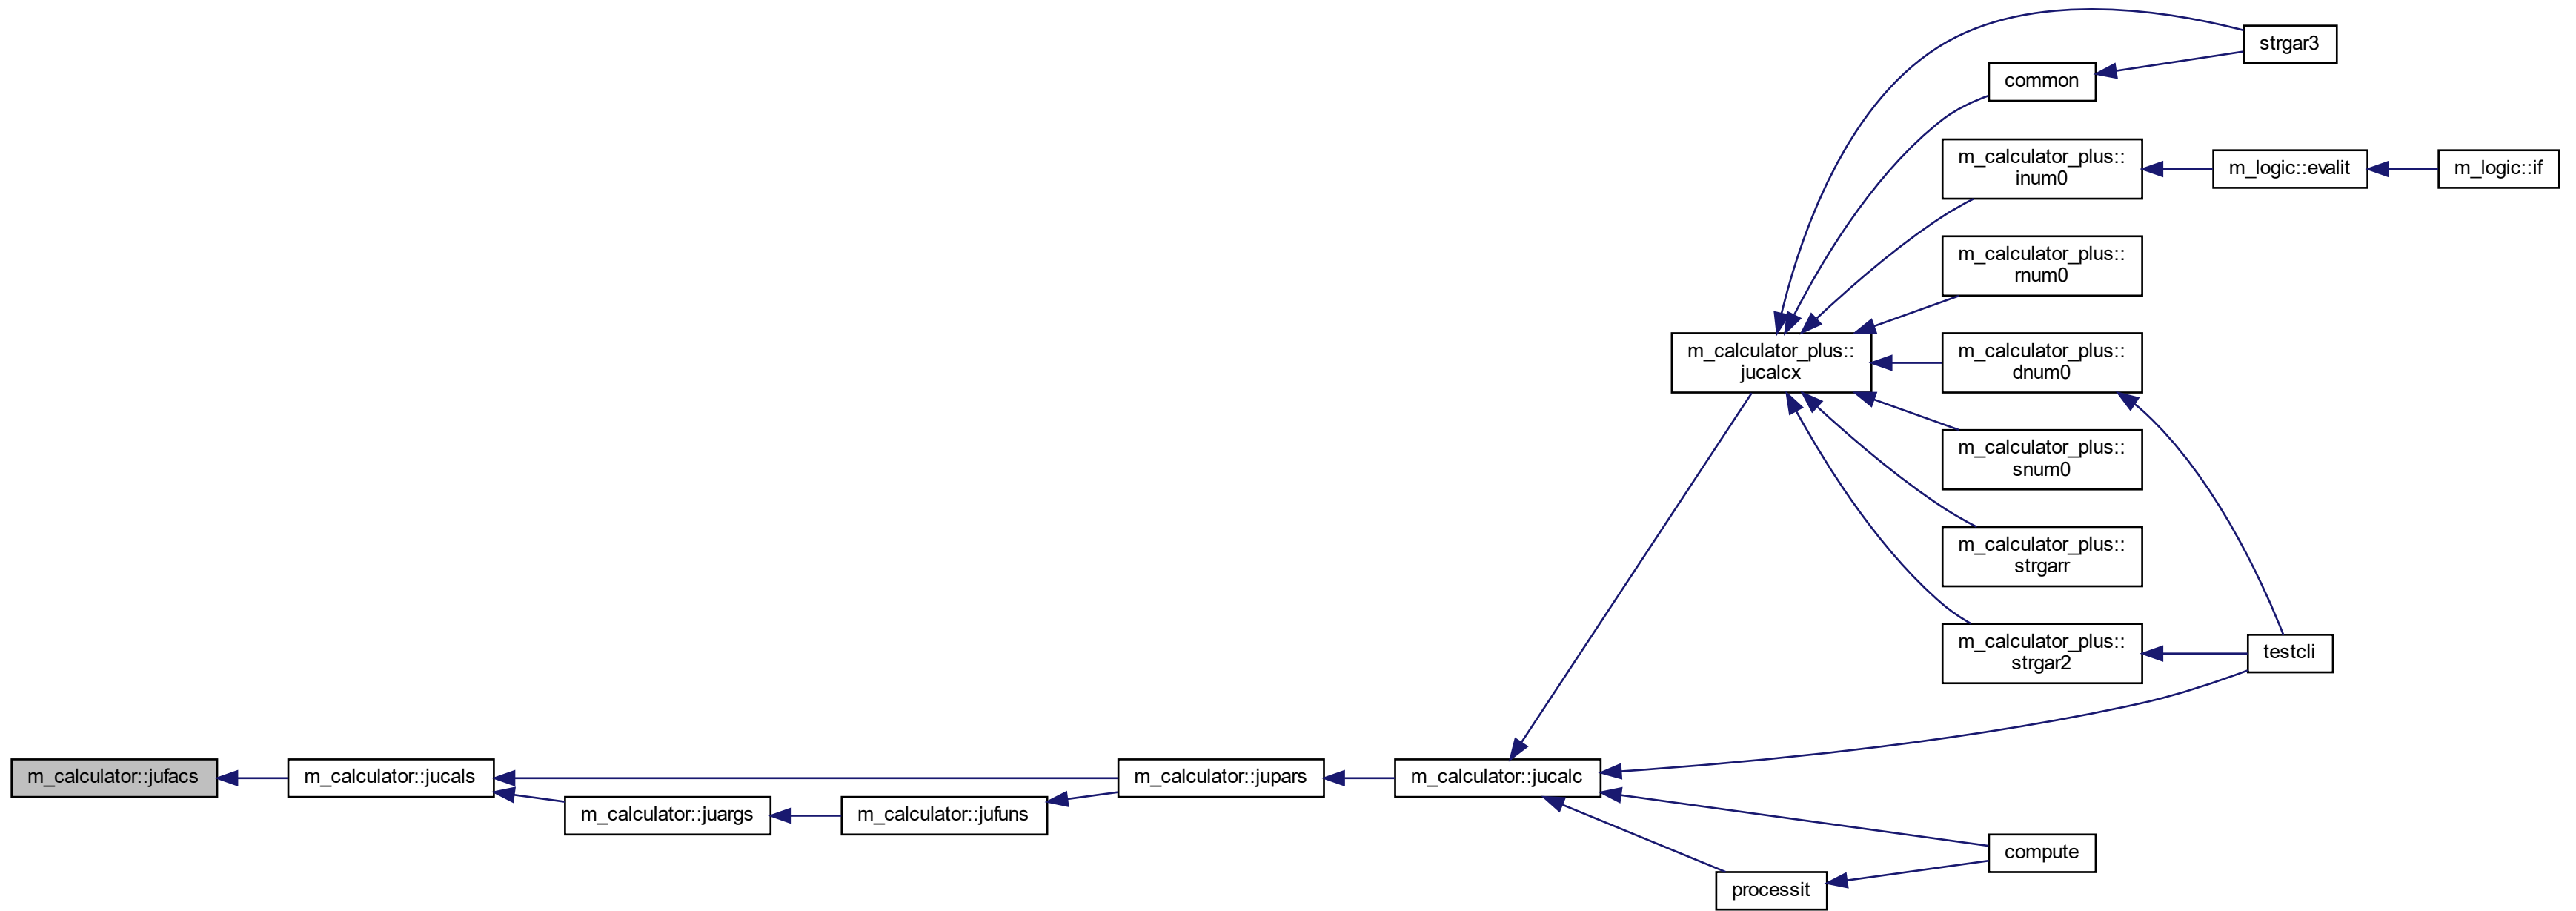 strgar3
common
m_calculator_plus::
inum0
m_logic::evalit
m_logic::if
m_calculator_plus::
rnum0
m_calculator_plus::
jucalcx
m_calculator_plus::
dnum0
m_calculator_plus::
snum0
m_calculator_plus::
strgarr
m_calculator_plus::
strgar2
testcli
m_calculator::jufacs
m_calculator::jucals
m_calculator::jupars
m_calculator::jucalc
m_calculator::juargs
m_calculator::jufuns
compute
processit